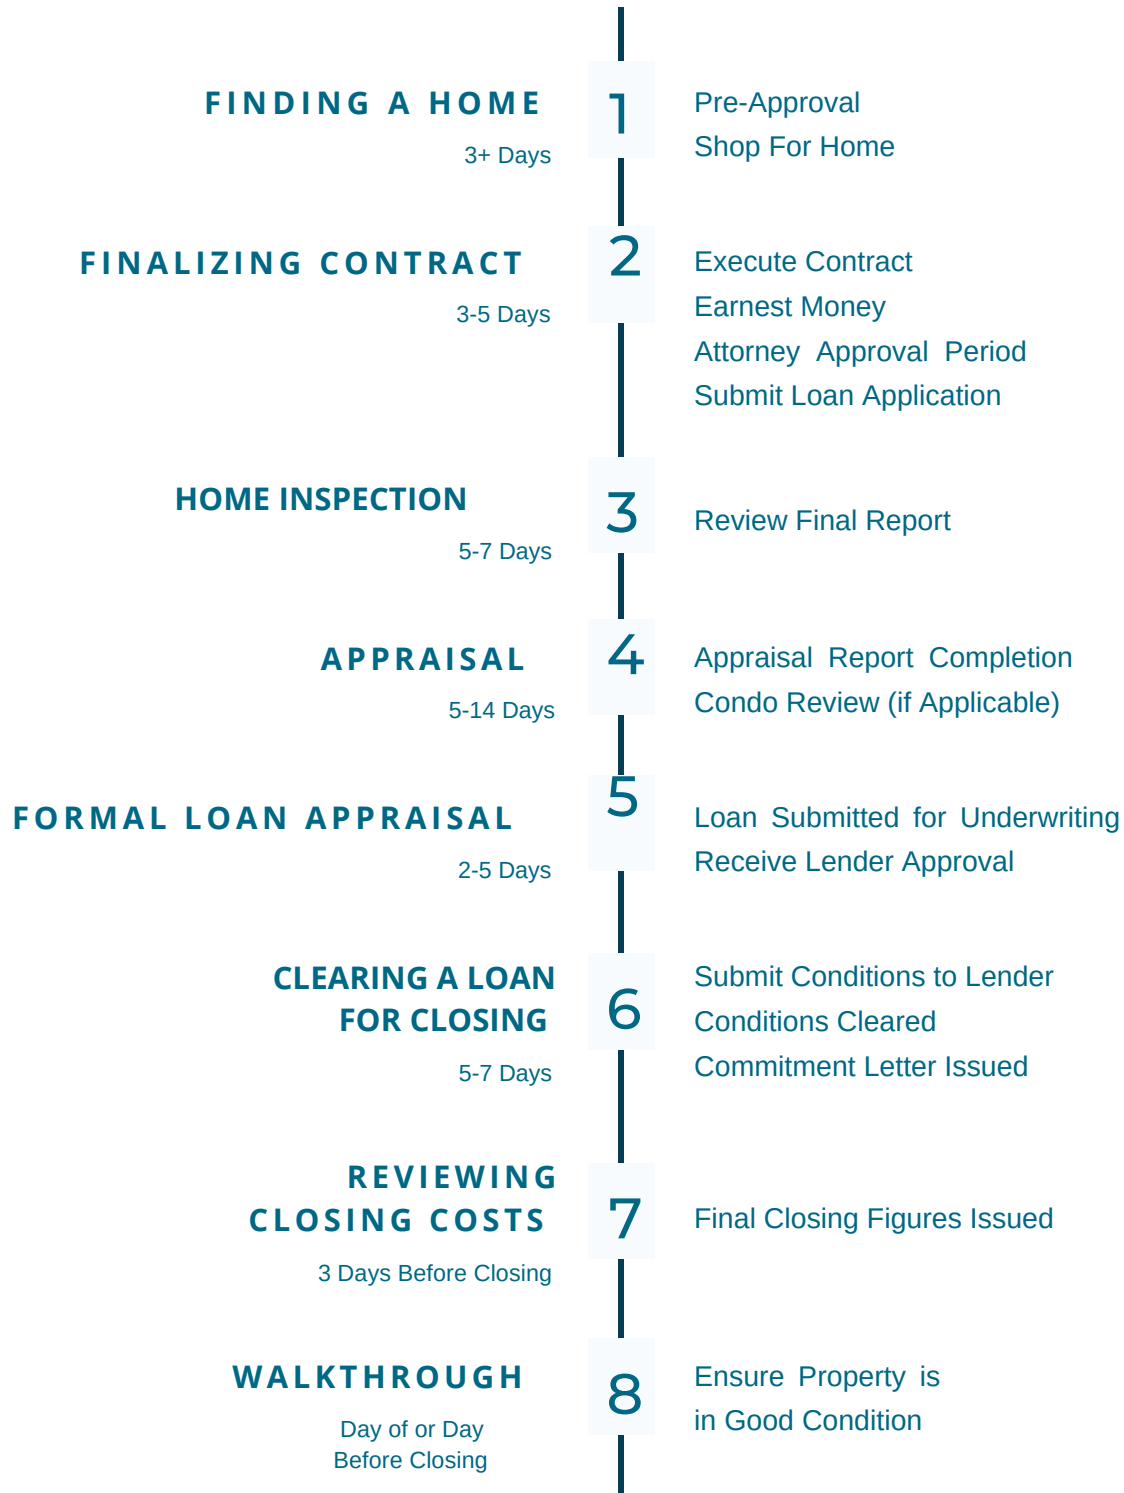 FINDING A HOME
3+ Days
1
Pre-Approval
Shop For Home
FINALIZING CONTRACT
3-5 Days
2
Execute Contract
Earnest Money
Attorney Approval Period
Submit Loan Application
HOME INSPECTION
5-7 Days
3
Review Final Report
APPRAISAL
5-14 Days
4
Appraisal Report Completion
Condo Review (if Applicable)
FORMAL LOAN APPRAISAL
2-5 Days
5
Loan Submitted for Underwriting
Receive Lender Approval
CLEARING A LOAN
FOR CLOSING
5-7 Days
6
Submit Conditions to Lender
Conditions Cleared
Commitment Letter Issued
REVIEWING
CLOSING COSTS
3 Days Before Closing
7
Final Closing Figures Issued
WALKTHROUGH
Day of or Day
Before Closing
8
Ensure Property is
in Good Condition